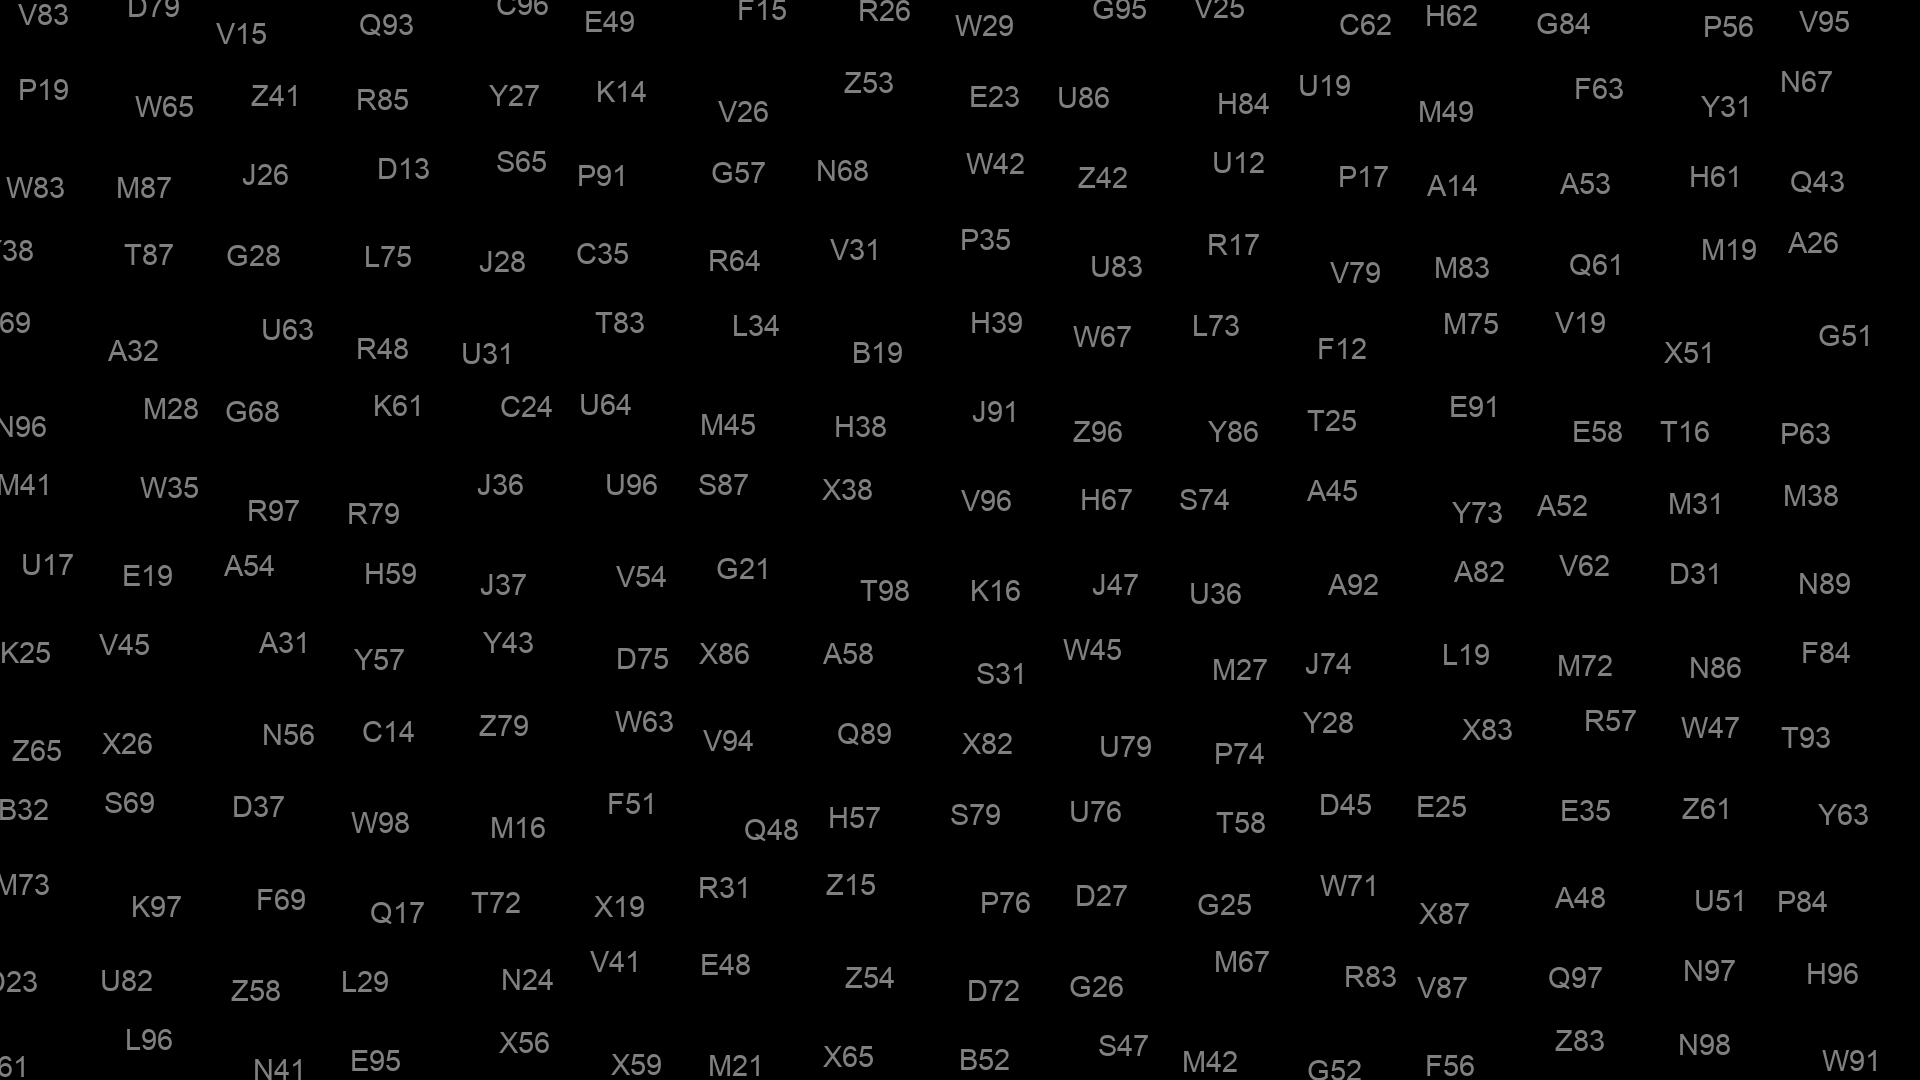 V83 D79 V15 Q93 C96 E49 F15 R26 W29 G95 V25 C62 H62 G84 P56 V95
P19 W65 Z41 R85 Y27 K14 V26 Z53 E23 U86 H84 U19 M49 F63 Y31 N67
W83 M87 J26 D13 S65 P91 G57 N68 W42 Z42 U12 P17 A14 A53 H61 Q43
38 T87 G28 L75 J28 C35 R64 V31 P35 U83 R17 V79 M83 Q61 M19 A26
69 A32 U63 R48 U31 T83 L34 B19 H39 W67 L73 F12 M75 V19 X51 G51
N96 M28 G68 K61 C24 U64 M45 H38 J91 Z96 Y86 T25 E91 E58 T16 P63
M41 W35 R97 R79 J36 U96 S87 X38 V96 H67 S74 A45 Y73 A52 M31 M38
U17 E19 A54 H59 J37 V54 G21 T98 K16 J47 U36 A92 A82 V62 D31 N89
K25 V45 A31 Y57 Y43 D75 X86 A58 S31 W45 M27 J74 L19 M72 N86 F84
Z65 X26 N56 C14 Z79 W63 V94 Q89 X82 U79 P74 Y28 X83 R57 W47 T93
B32 S69 D37 W98 M16 F51 Q48 H57 S79 U76 T58 D45 E25 E35 Z61 Y63
M73 K97 F69 Q17 T72 X19 R31 Z15 P76 D27 G25 W71 X87 A48 U51 P84
23 U82 Z58 L29 N24 V41 E48 Z54 D72 G26 M67 R83 V87 Q97 N97 H96
61 L96 N41 E95 X56 X59 M21 X65 B52 S47 M42 G52 F56 Z83 N98 W91